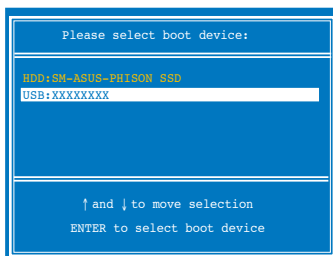 Please select boot device:
HDD:SM-ASUS-PHISON SSD
USB:XXXXXXXX
↑and ↓to move selection
ENTER to select boot device